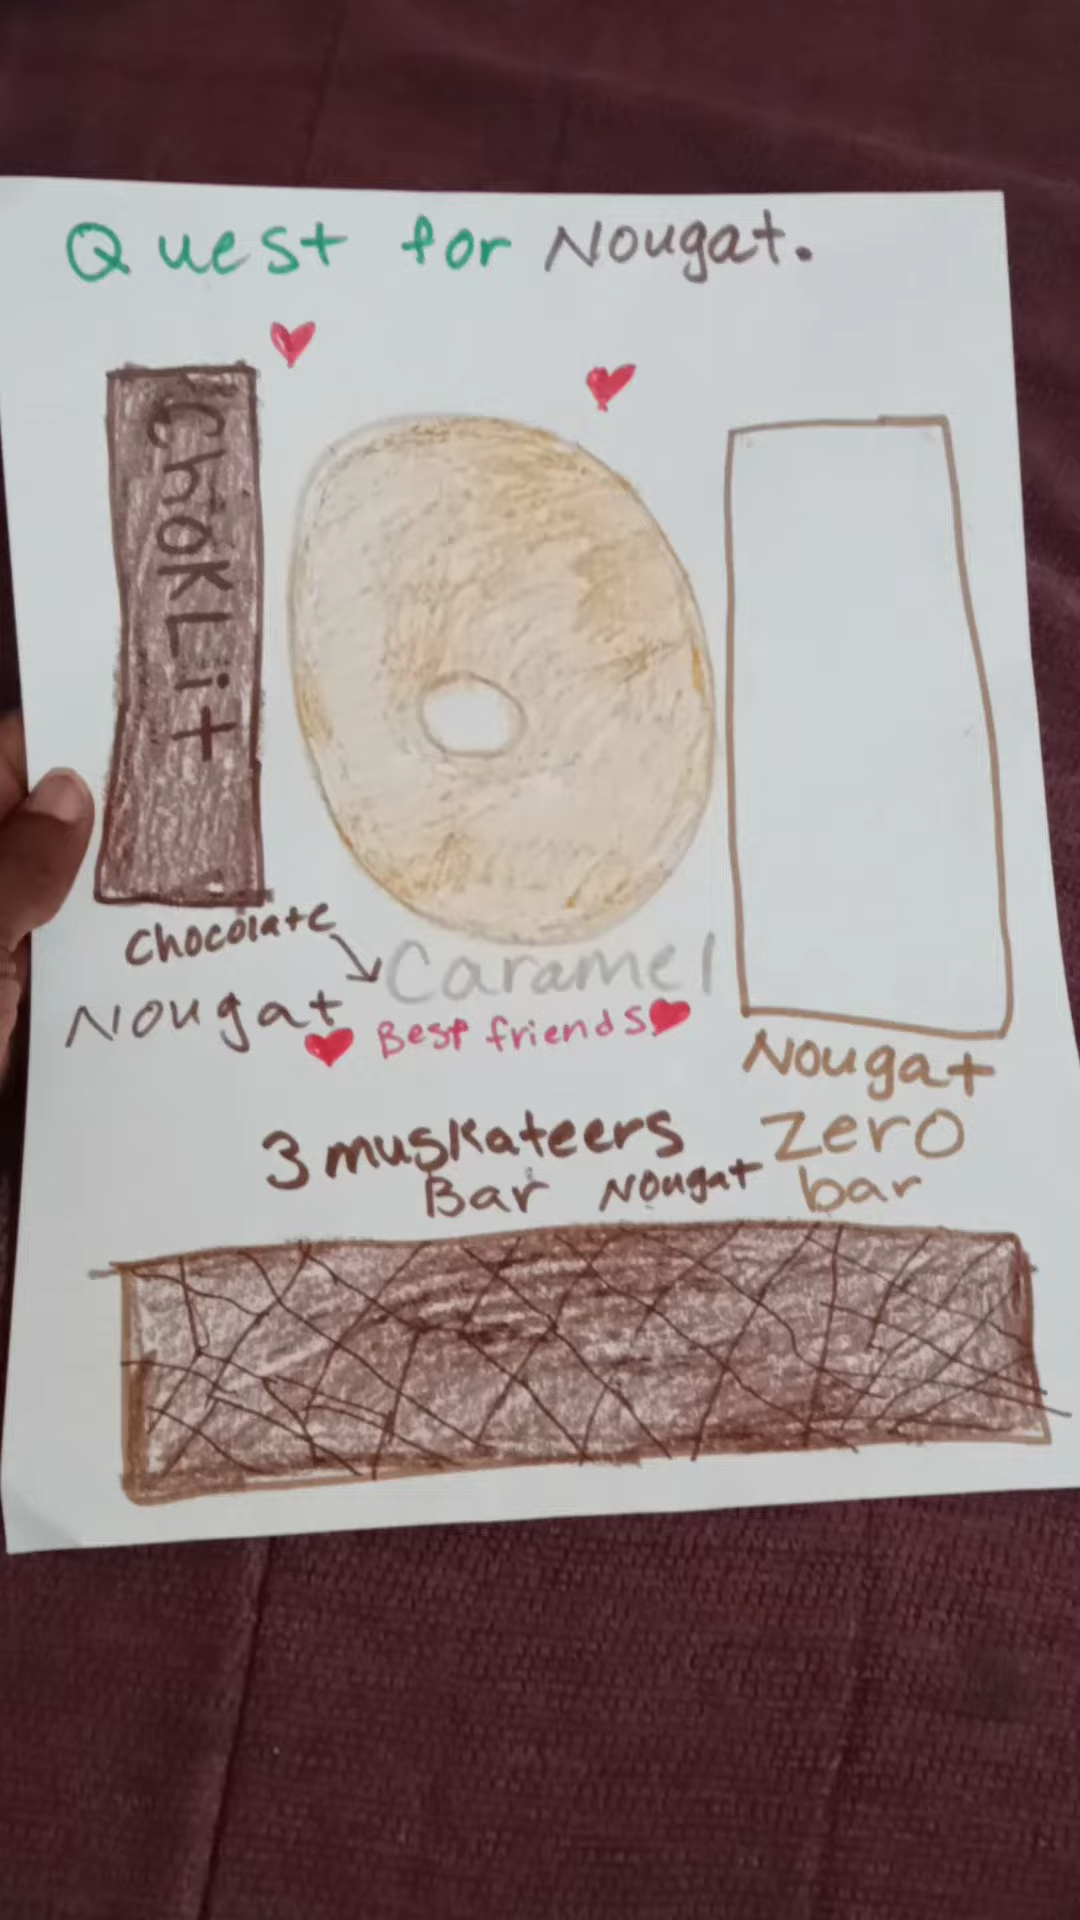 Quest for Nougat.
ChoKLit
Chocolate
Caramel
Nougat
Best friends
Nougat
zero
bar
3 muskateers
Bar Nougat